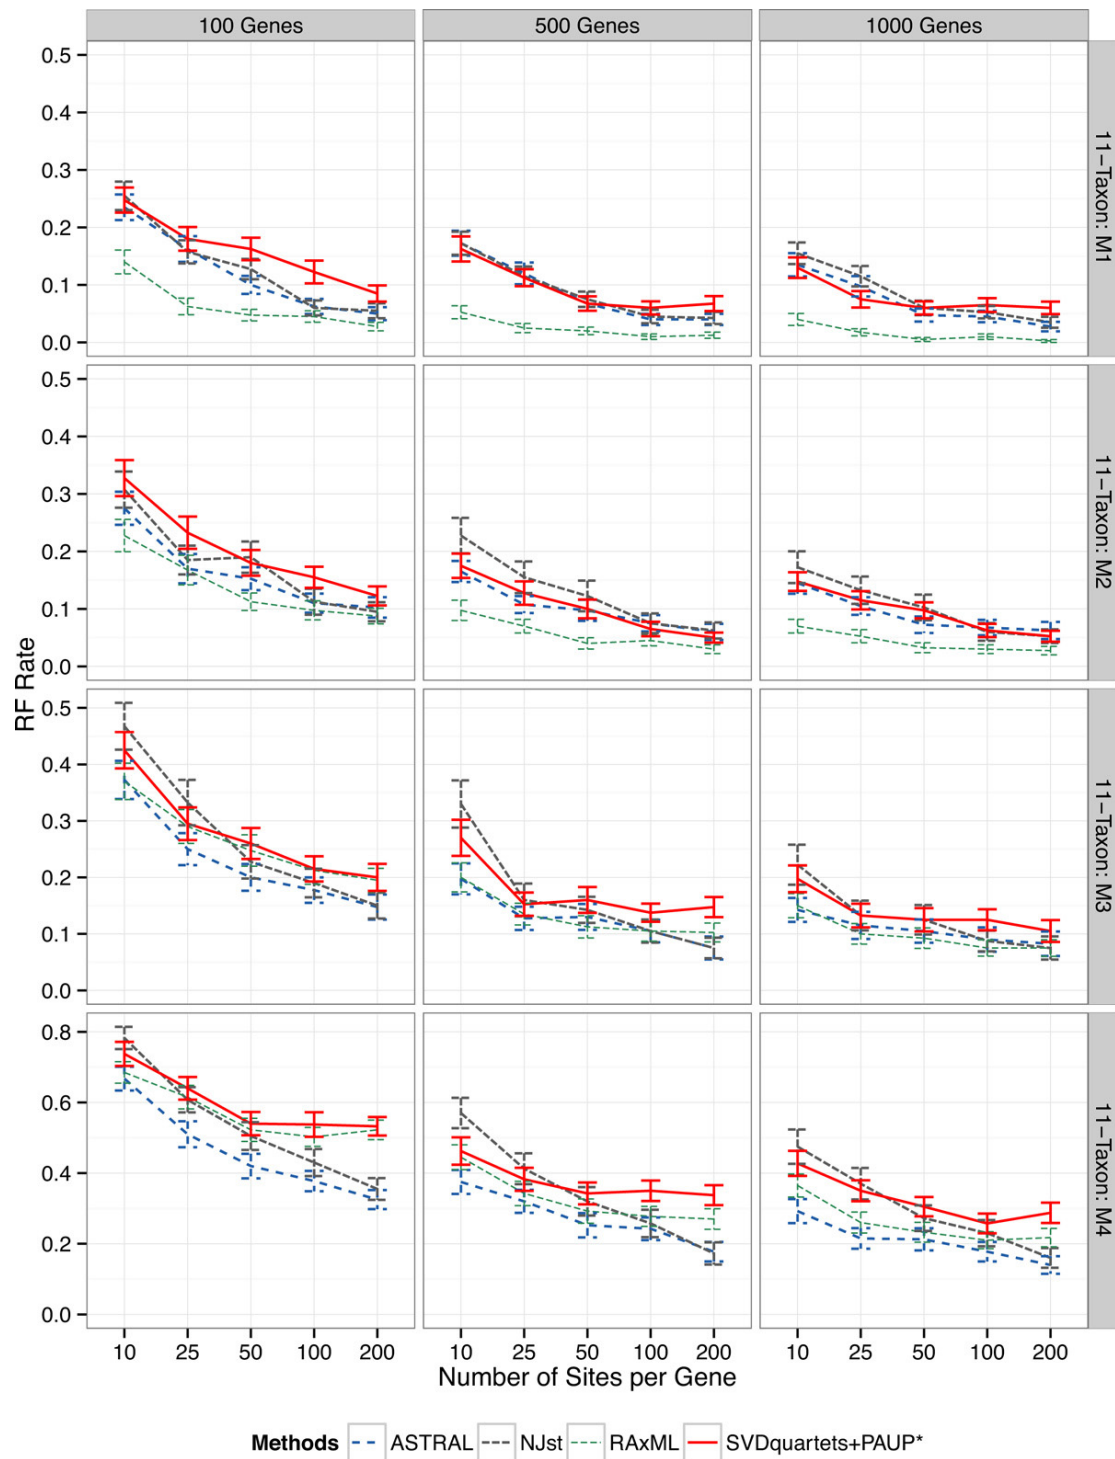 100 Genes 500 Genes 1000 Genes
0.5
0.4
0.3
0.2
0.1
0.0
11-Taxon: M1
0.5
0.4
0.3
0.2
0.1
0.0
11-Taxon: M2
RF Rate
0.5
0.4
0.3
0.2
0.1
0.0
11-Taxon: M3
0.8
0.6
0.4
0.2
0.0
11-Taxon: M4
10 25 50 100 200 10 25 50 100 200 10 25 50 100 200
Number of Sites per Gene
Methods ASTRAL NJst RAxML SVDquartets+PAUP*